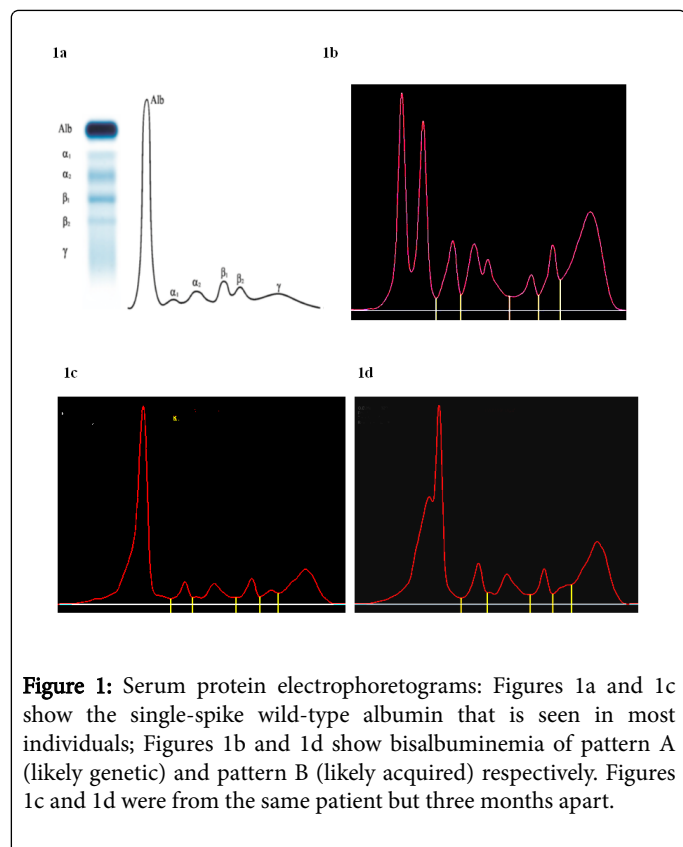 1a
1b
Alb
Alb
α₁
α₂
β₁
β₂
γ
α₁
α₂
β₁
β₂
γ
1c
1d
Figure 1: Serum protein electrophoretograms: Figures 1a and 1c
show the single-spike wild-type albumin that is seen in most
individuals; Figures 1b and 1d show bisalbuminemia of pattern A
(likely genetic) and pattern B (likely acquired) respectively. Figures
1c and 1d were from the same patient but three months apart.